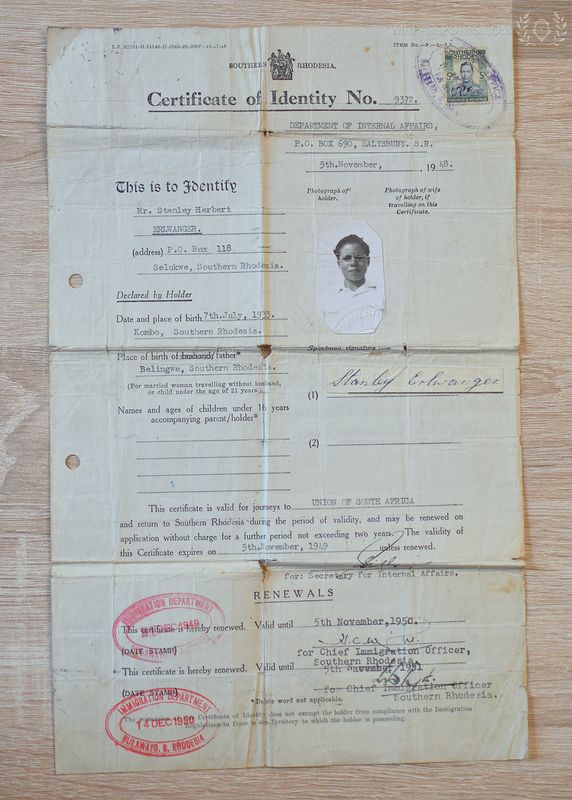 SOUTHERN RHODESIA.
ITEM No.
SOUTHERN
RHODESIA
Certificate of Identity No. 9372.
DEPARTMENT OF INTERNAL AFFAIRS,
P.O. BOX 690, SALISBURY. S.R.
5th.November, 1948.
This is to Identify
Photograph of holder.
Photograph of wife of holder, if travelling on this Certificate.
Mr. Stanley Herbert
ERLWANGER.
(address) P.O. Box 118
Selukwe, Southern Rhodesia.
Declared by Holder
Date and place of birth 7th.July, 1933.
Kombo, Southern Rhodesia.
Specimen signature:—
Place of birth of husband/father*
Belingwe, Southern Rhodesia.
(For married woman travelling without husband,
or child under the age of 21 years.)
(1) Stanley Erlwanger
Names and ages of children under 16 years
accompanying parent/holder*
(2)
This certificate is valid for journeys to UNION OF SOUTH AFRICA
and return to Southern Rhodesia during the period of validity, and may be renewed on
application without charge for a further period not exceeding two years. The validity of
this Certificate expires on 5th.November, 1949 unless renewed.
for: Secretary for Internal Affairs.
RENEWALS
IMMIGRATION DEPARTMENT
DEC 1949
This certificate is hereby renewed. Valid until 5th November, 1950.
(DATE STAMP)
for Chief Immigration Officer,
Southern Rhodesia.
This certificate is hereby renewed. Valid until 5th November 1951
(DATE STAMP)
for Chief Immigration Officer
Southern Rhodesia.
*Delete word not applicable.
IMMIGRATION DEPARTMENT
14 DEC 1950
BULAWAYO, S. RHODESIA
Certificate of Identity does not exempt the holder from compliance with the Immigration
Regulations in force in the Territory to which the holder is proceeding.